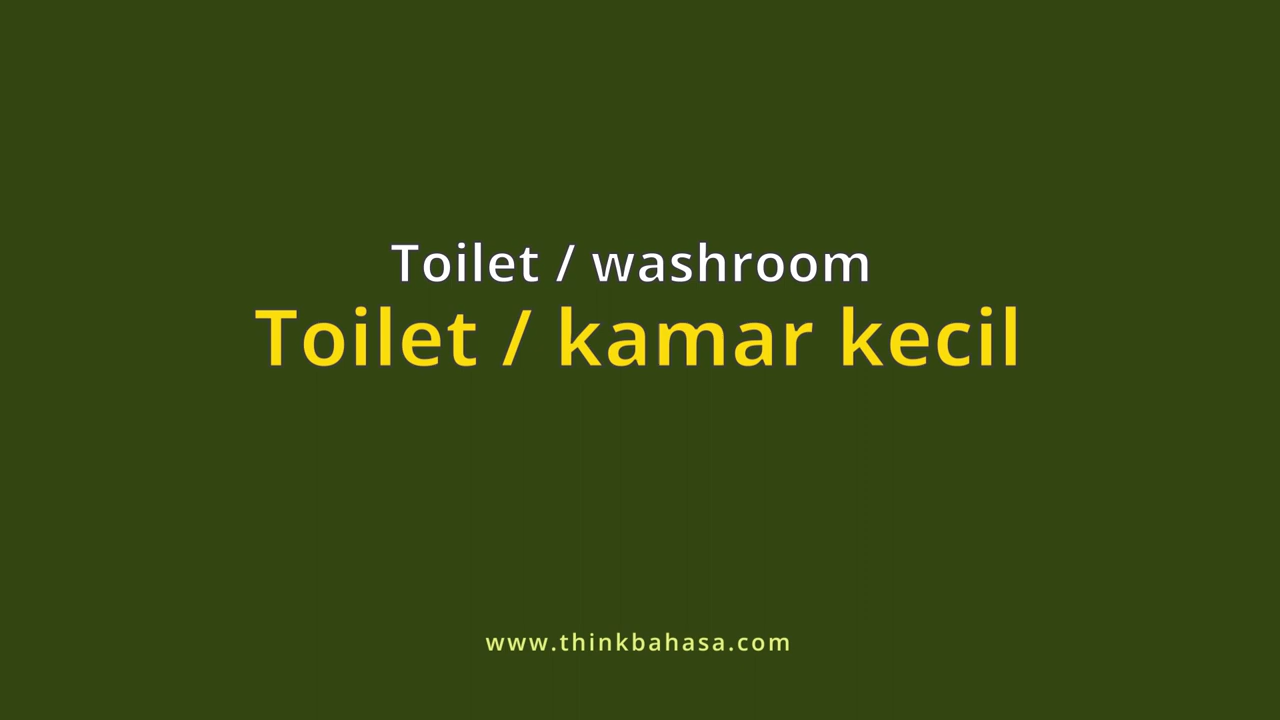 Toilet / washroom
Toilet / kamar kecil
www.thinkbahasa.com